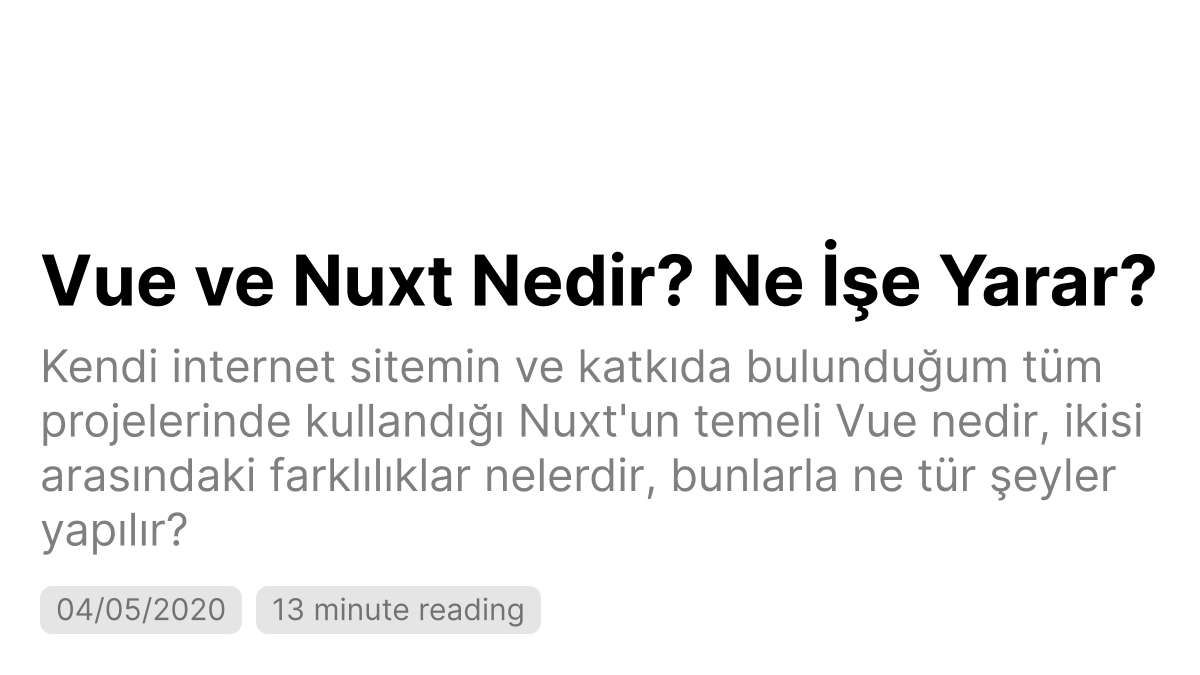 Vue ve Nuxt Nedir? Ne İşe Yarar?
Kendi internet sitemin ve katkıda bulunduğum tüm
projelerinde kullandığı Nuxt'un temeli Vue nedir, ikisi
arasındaki farklılıklar nelerdir, bunlarla ne tür şeyler
yapılır?
04/05/2020 13 minute reading